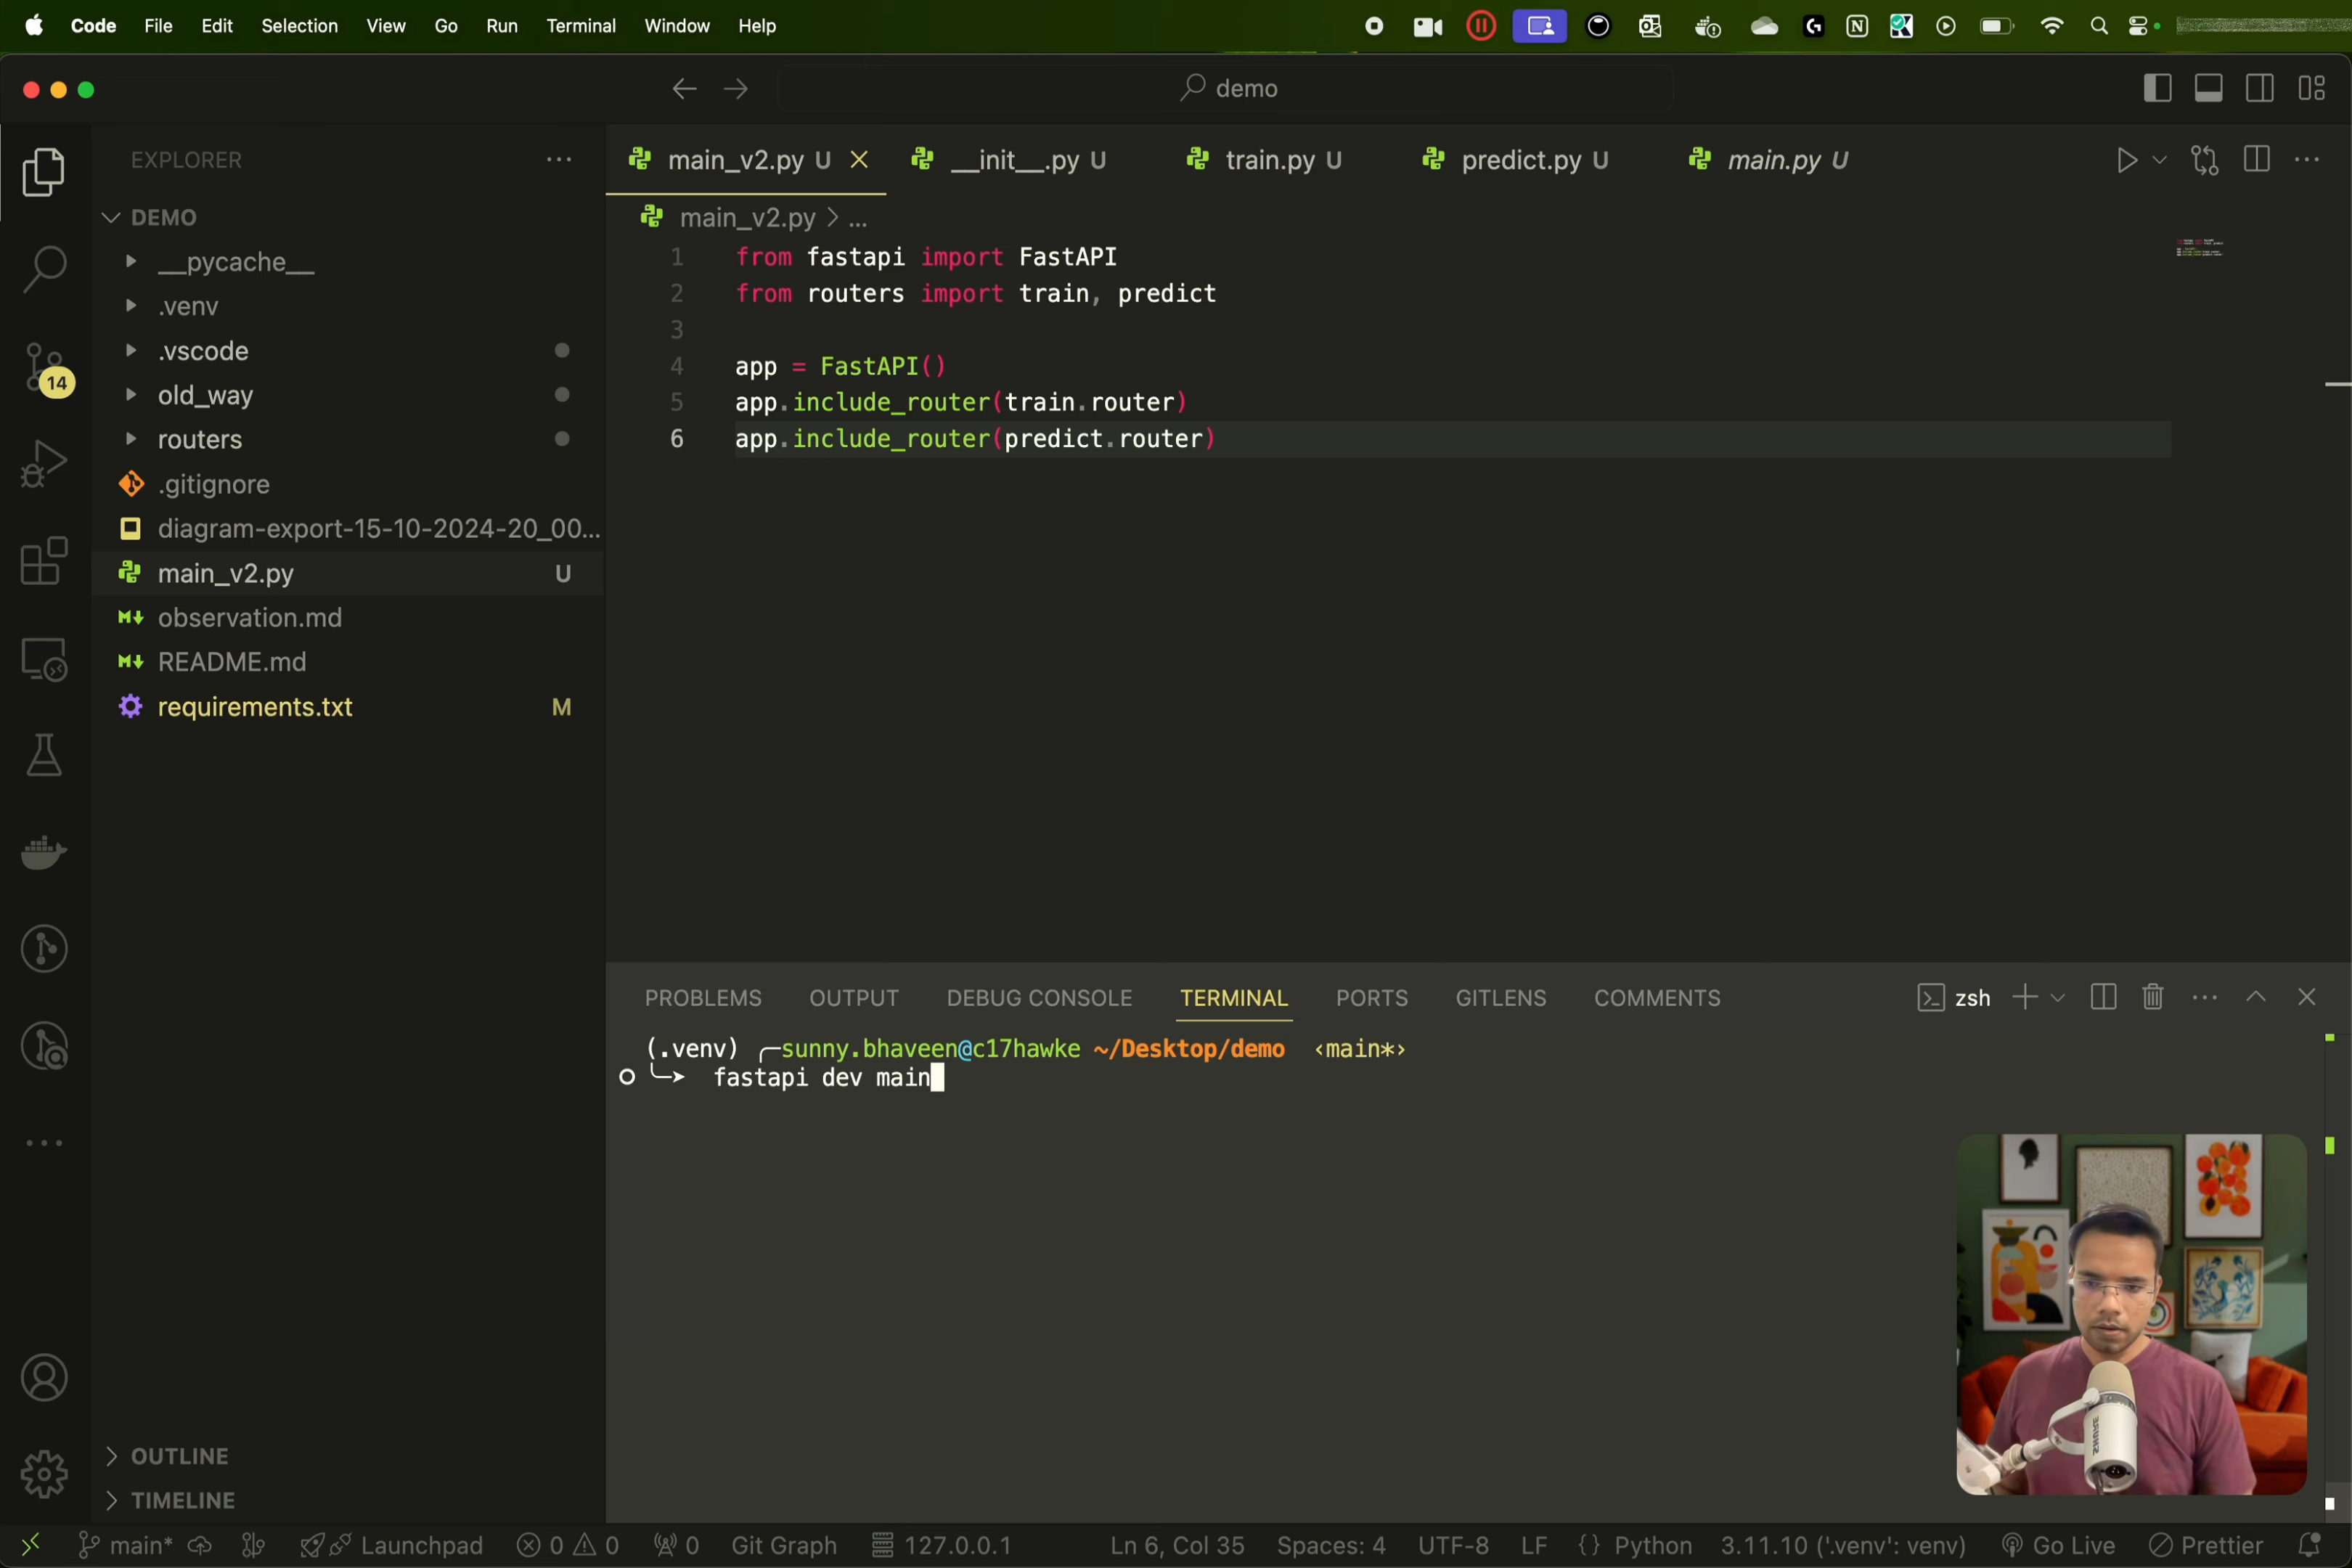 Code File Edit Selection View Go Run Terminal Window Help
demo
EXPLORER
DEMO
__pycache__
.venv
.vscode
old_way
routers
.gitignore
diagram-export-15-10-2024-20_00...
main_v2.py U
observation.md
README.md
requirements.txt M
OUTLINE
TIMELINE
14
main_v2.py U __init__.py U train.py U predict.py U main.py U
main_v2.py > ...
1 from fastapi import FastAPI
2 from routers import train, predict
3
4 app = FastAPI()
5 app.include_router(train.router)
6 app.include_router(predict.router)
PROBLEMS OUTPUT DEBUG CONSOLE TERMINAL PORTS GITLENS COMMENTS zsh
(.venv) ╭─sunny.bhaveen@c17hawke ~/Desktop/demo ‹main*›
╰─➤ fastapi dev main
SHURE
main* Launchpad 0 0 0 Git Graph 127.0.0.1 Ln 6, Col 35 Spaces: 4 UTF-8 LF {} Python 3.11.10 ('.venv': venv) Go Live Prettier